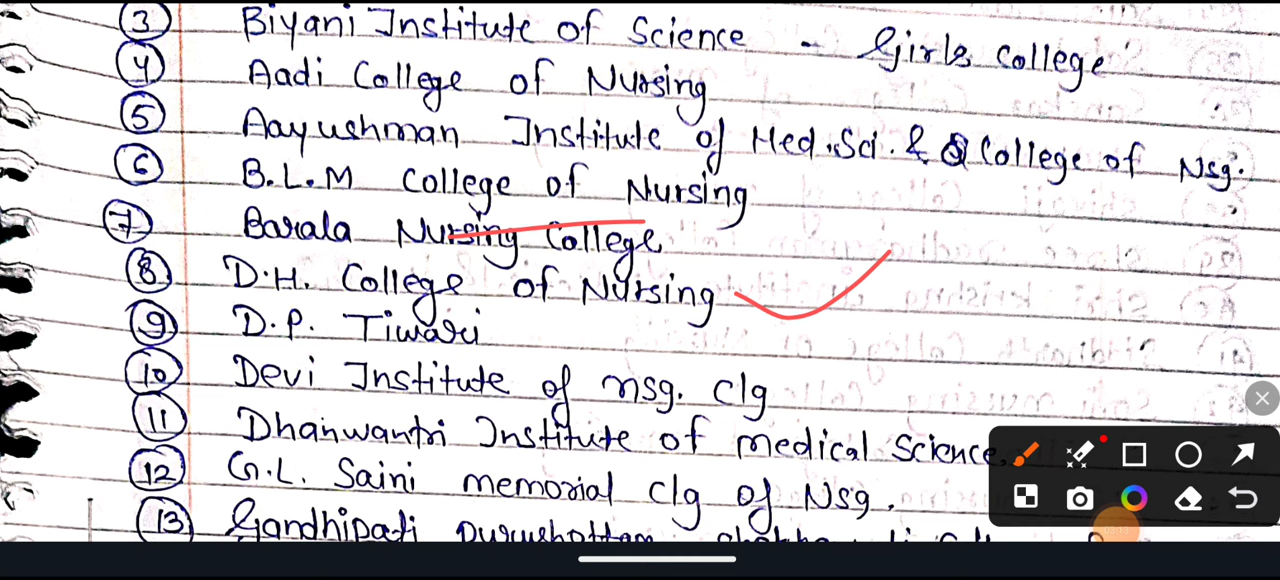 3 Biyani Institute of Science - Girls College
4 Aadi College of Nursing
5 Aayushman Institute of Med.Sci. & College of Nsg.
6 B.L.M College of Nursing
7 Barala Nursing College
8 D.H. College of Nursing
9 D.P. Tiwari
10 Devi Institute of nsg. clg
11 Dhanwantri Institute of medical Science.
12 G.L. Saini memorial clg of Nsg.
13 Gandhipati purushottam